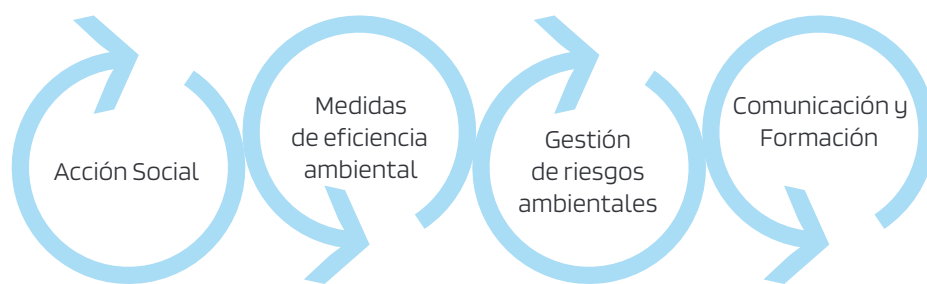 Acción Social
Medidas
de eficiencia
ambiental
Gestión
de riesgos
ambientales
Comunicación y
Formación